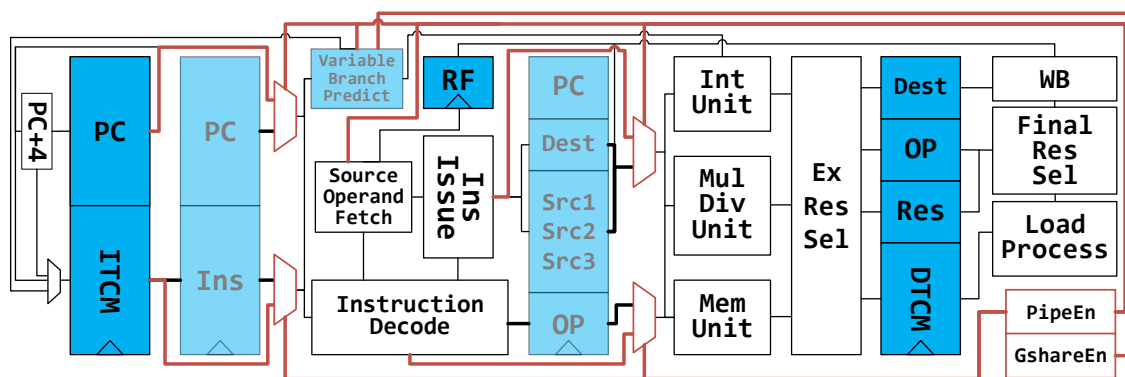 PC+4
PC
ITCM
PC
Ins
Variable
Branch
Predict
RF
Source
Operand
Fetch
Ins
Issue
Instruction
Decode
PC
Dest
Src1
Src2
Src3
OP
Int
Unit
Mul
Div
Unit
Mem
Unit
Ex
Res
Sel
Dest
OP
Res
DTCM
WB
Final
Res
Sel
Load
Process
PipeEn
GshareEn